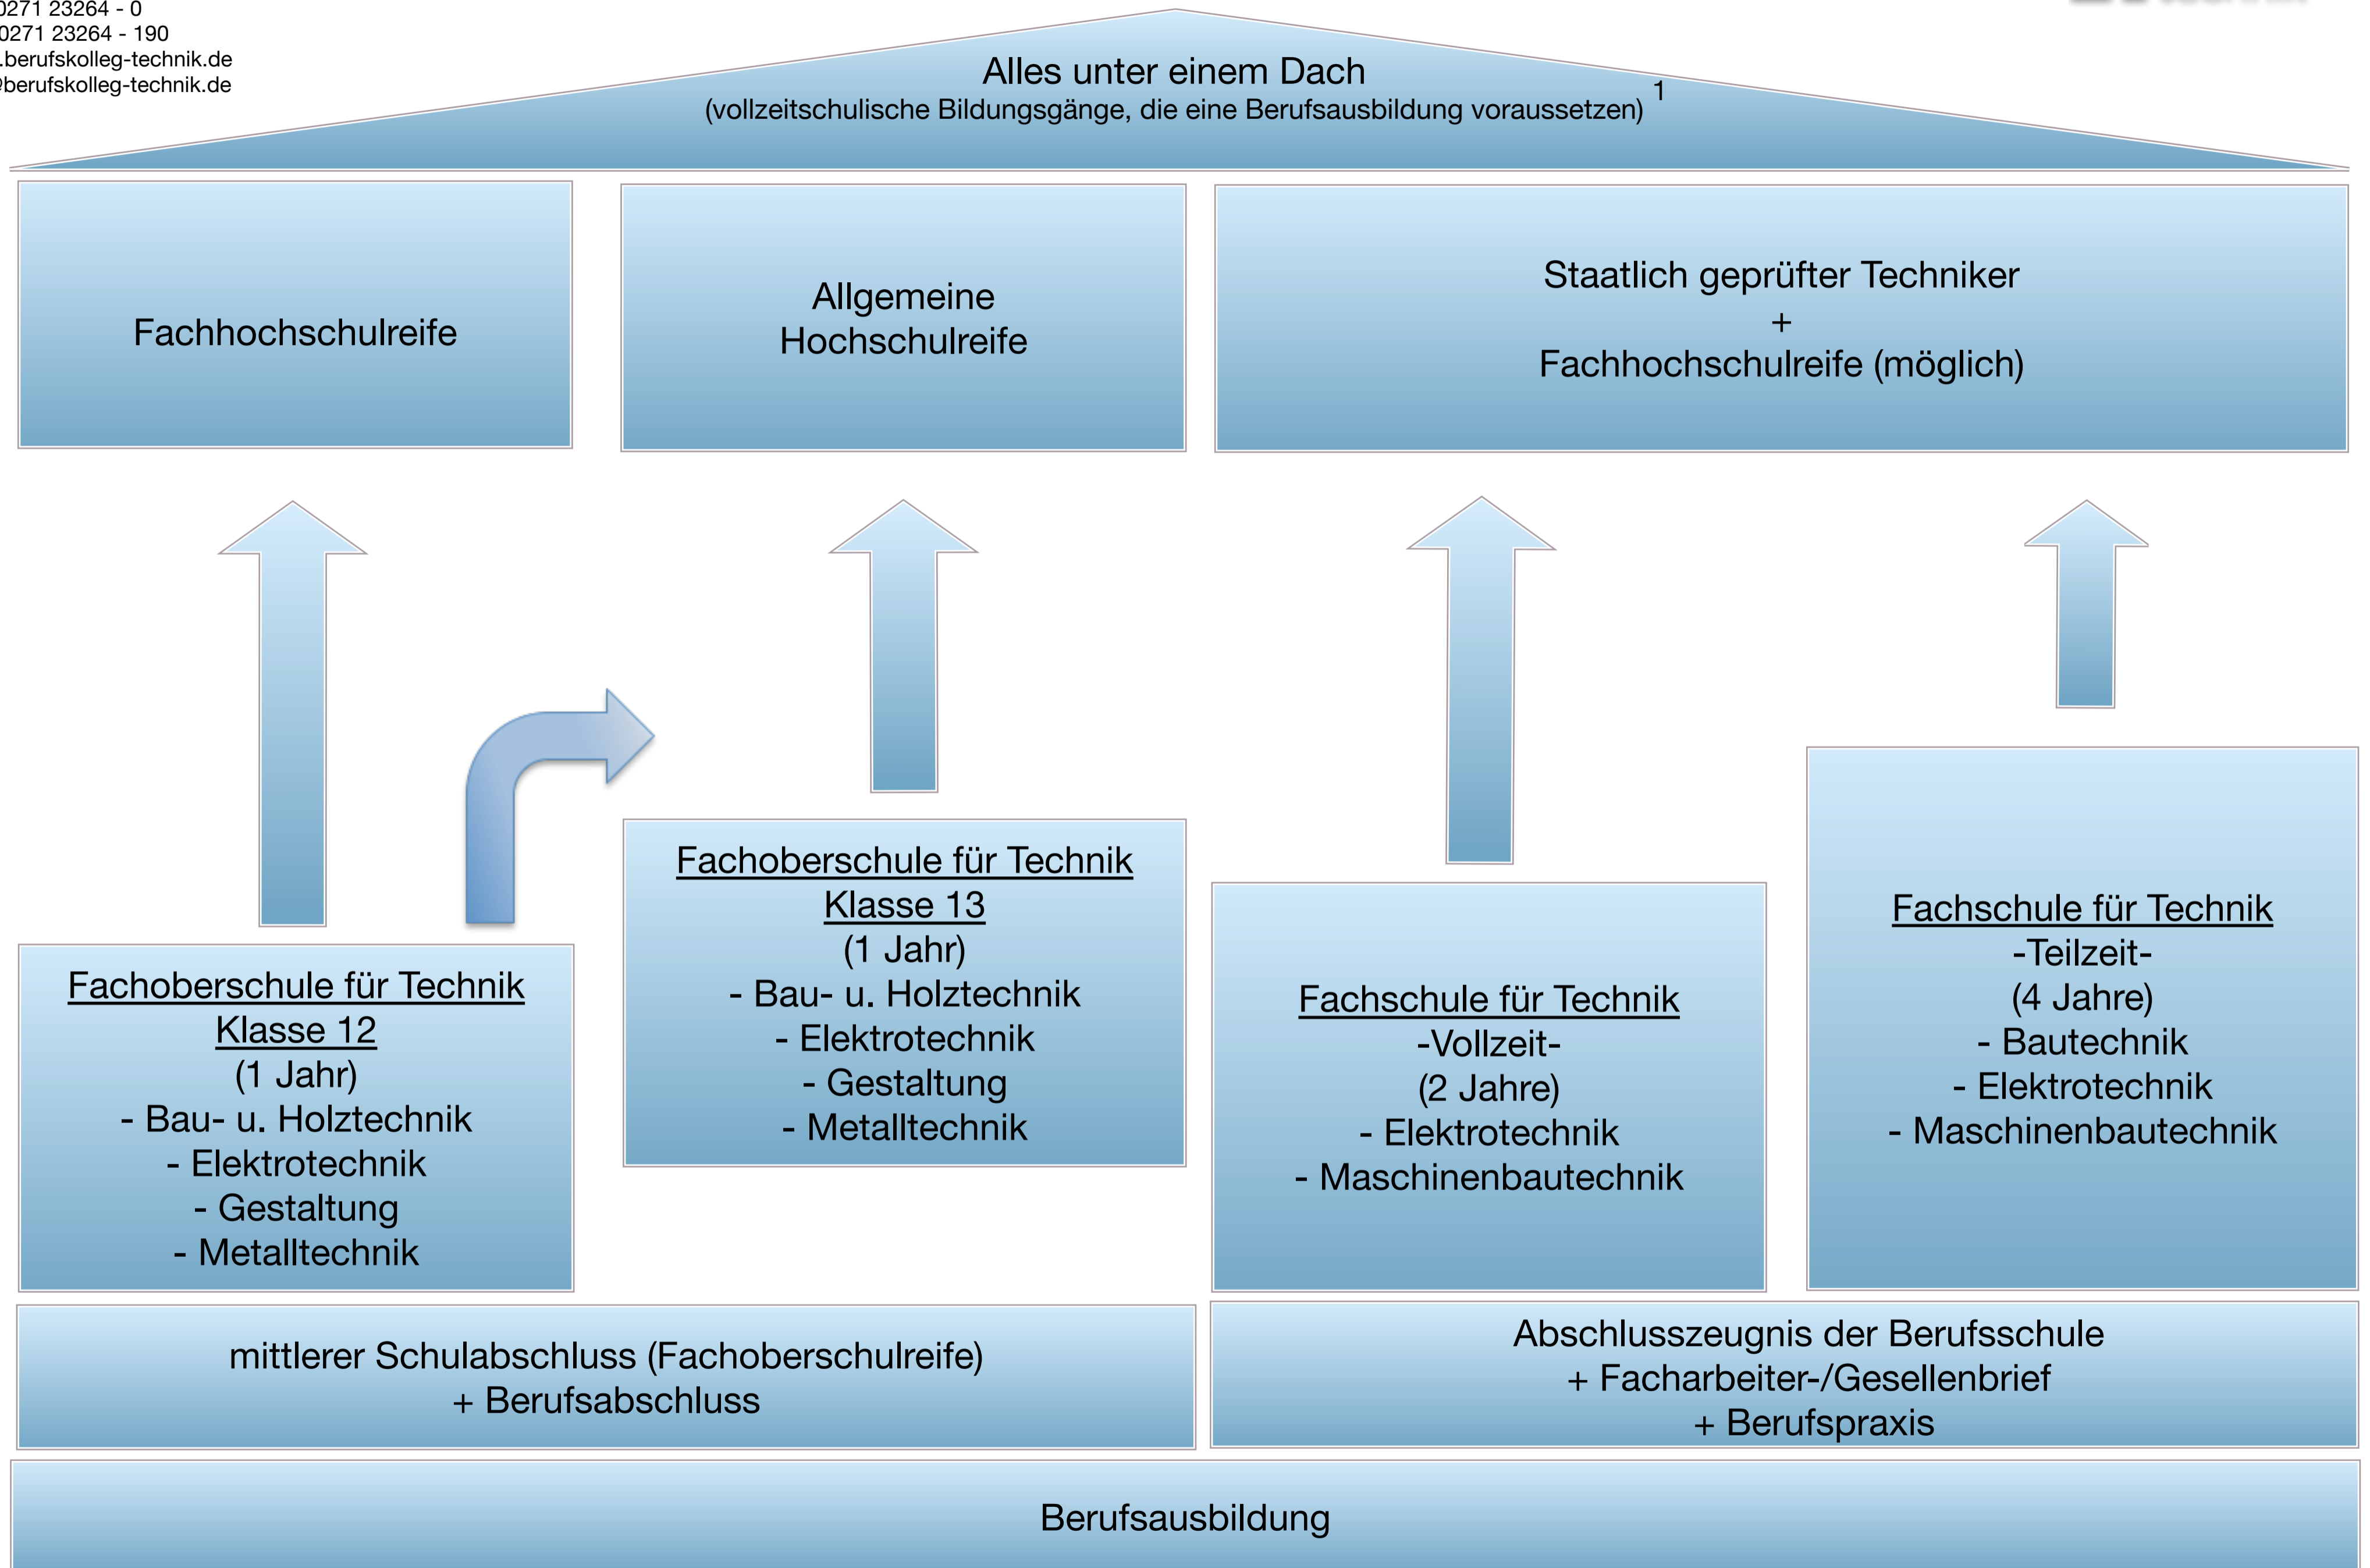 0271 23264 - 0
0271 23264 - 190
.berufskolleg-technik.de
@berufskolleg-technik.de
Alles unter einem Dach
(vollzeitschulische Bildungsgänge, die eine Berufsausbildung voraussetzen) 1
Fachhochschulreife
Allgemeine
Hochschulreife
Staatlich geprüfter Techniker
+
Fachhochschulreife (möglich)
Fachoberschule für Technik
Klasse 12
(1 Jahr)
- Bau- u. Holztechnik
- Elektrotechnik
- Gestaltung
- Metalltechnik
Fachoberschule für Technik
Klasse 13
(1 Jahr)
- Bau- u. Holztechnik
- Elektrotechnik
- Gestaltung
- Metalltechnik
Fachschule für Technik
-Vollzeit-
(2 Jahre)
- Elektrotechnik
- Maschinenbautechnik
Fachschule für Technik
-Teilzeit-
(4 Jahre)
- Bautechnik
- Elektrotechnik
- Maschinenbautechnik
mittlerer Schulabschluss (Fachoberschulreife)
+ Berufsabschluss
Abschlusszeugnis der Berufsschule
+ Facharbeiter-/Gesellenbrief
+ Berufspraxis
Berufsausbildung